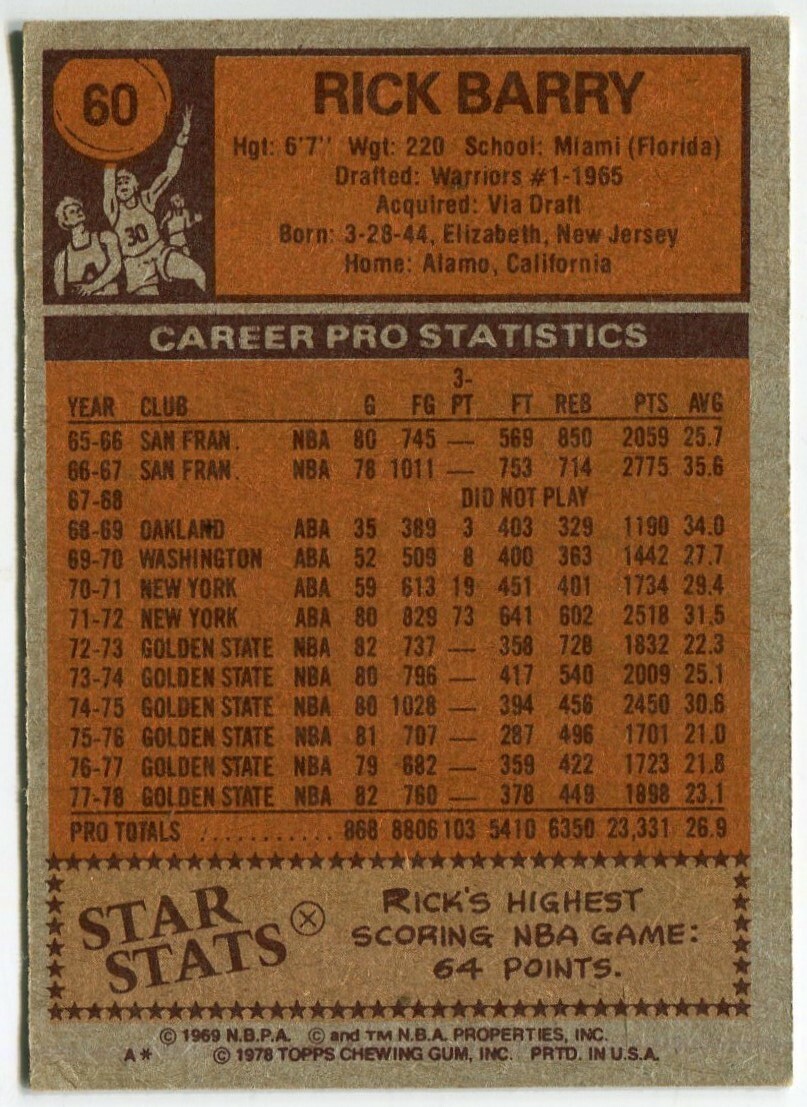 60
RICK BARRY
Hgt: 6'7" Wgt: 220 School: Miami (Florida)
Drafted: Warriors #1-1965
Acquired: Via Draft
Born: 3-28-44, Elizabeth, New Jersey
Home: Alamo, California
30
CAREER PRO STATISTICS
YEAR CLUB G FG 3-PT FT REB PTS AVG
65-66 SAN FRAN. NBA 80 745 — 569 850 2059 25.7
66-67 SAN FRAN. NBA 78 1011 — 753 714 2775 35.6
67-68 DID NOT PLAY
68-69 OAKLAND ABA 35 389 3 403 329 1190 34.0
69-70 WASHINGTON ABA 52 509 8 400 363 1442 27.7
70-71 NEW YORK ABA 59 613 19 451 401 1734 29.4
71-72 NEW YORK ABA 80 829 73 641 602 2518 31.5
72-73 GOLDEN STATE NBA 82 737 — 358 728 1832 22.3
73-74 GOLDEN STATE NBA 80 796 — 417 540 2009 25.1
74-75 GOLDEN STATE NBA 80 1028 — 394 456 2450 30.6
75-76 GOLDEN STATE NBA 81 707 — 287 496 1701 21.0
76-77 GOLDEN STATE NBA 79 682 — 359 422 1723 21.8
77-78 GOLDEN STATE NBA 82 760 — 378 449 1898 23.1
PRO TOTALS ............ 868 8806 103 5410 6350 23,331 26.9
STAR
STATS
RICK'S HIGHEST
SCORING NBA GAME:
64 POINTS.
© 1969 N.B.P.A. © and TM N.B.A. PROPERTIES, INC.
A* © 1978 TOPPS CHEWING GUM, INC. PRTD. IN U.S.A.